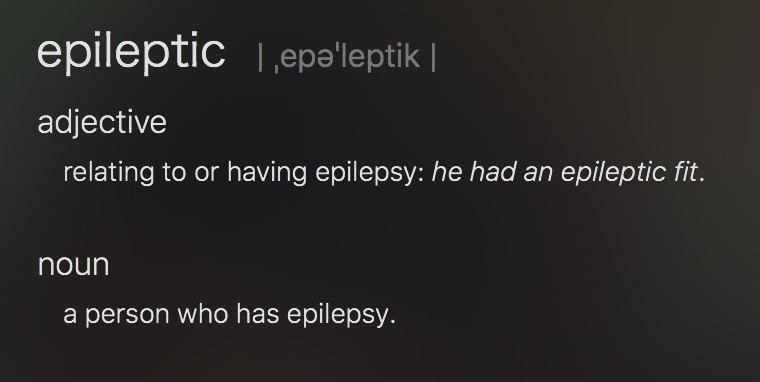 epileptic | ˌepəˈleptik |
adjective
relating to or having epilepsy: he had an epileptic fit.
noun
a person who has epilepsy.